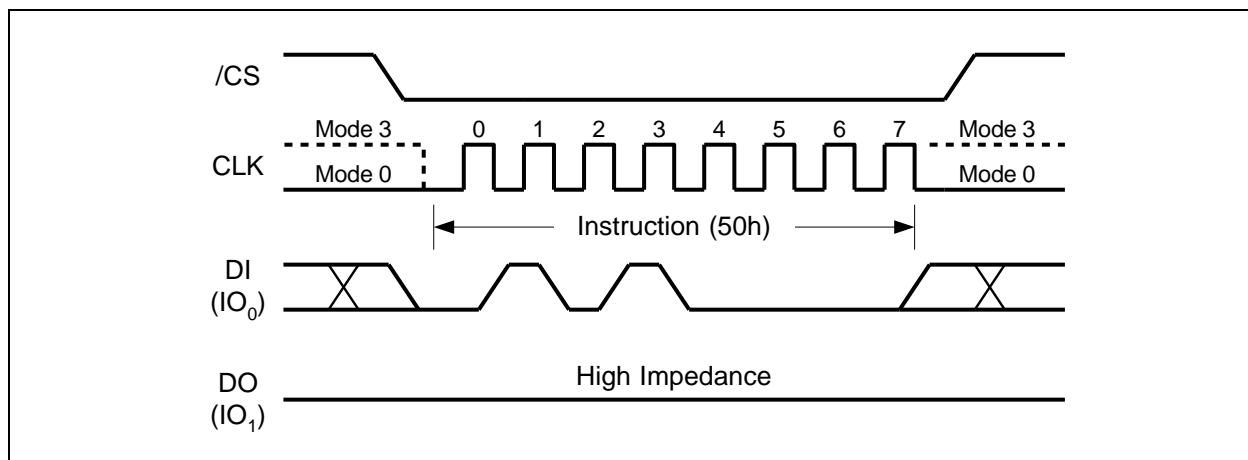 /CS
Mode 3 0 1 2 3 4 5 6 7 Mode 3
CLK
Mode 0 Mode 0
Instruction (50h)
DI
(IO0)
High Impedance
DO
(IO1)